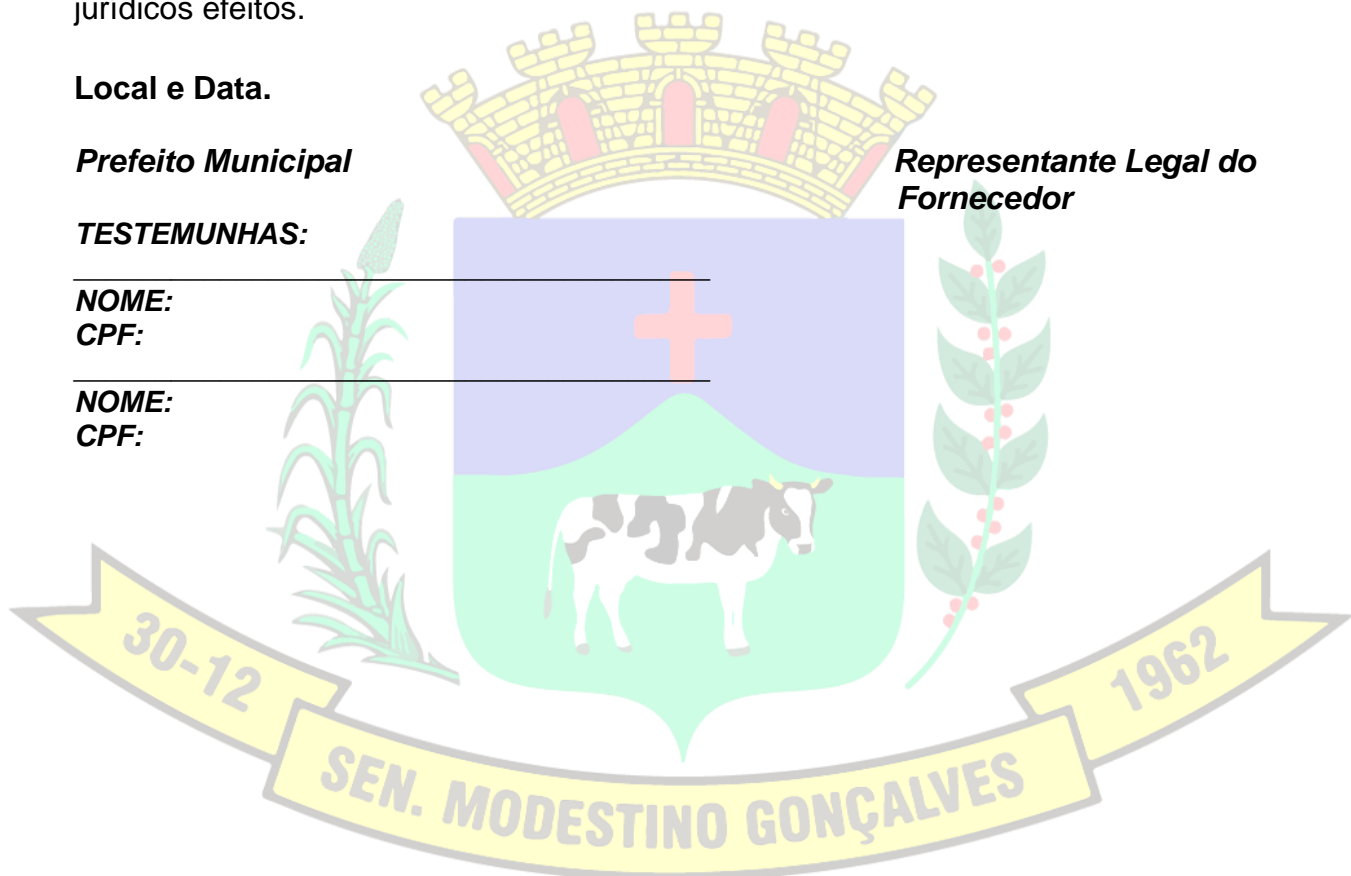 jurídicos efeitos.
Local e Data.
Prefeito Municipal Representante Legal do
Fornecedor
TESTEMUNHAS:
NOME:
CPF:
NOME:
CPF:
30-12 1962
SEN. MODESTINO GONÇALVES